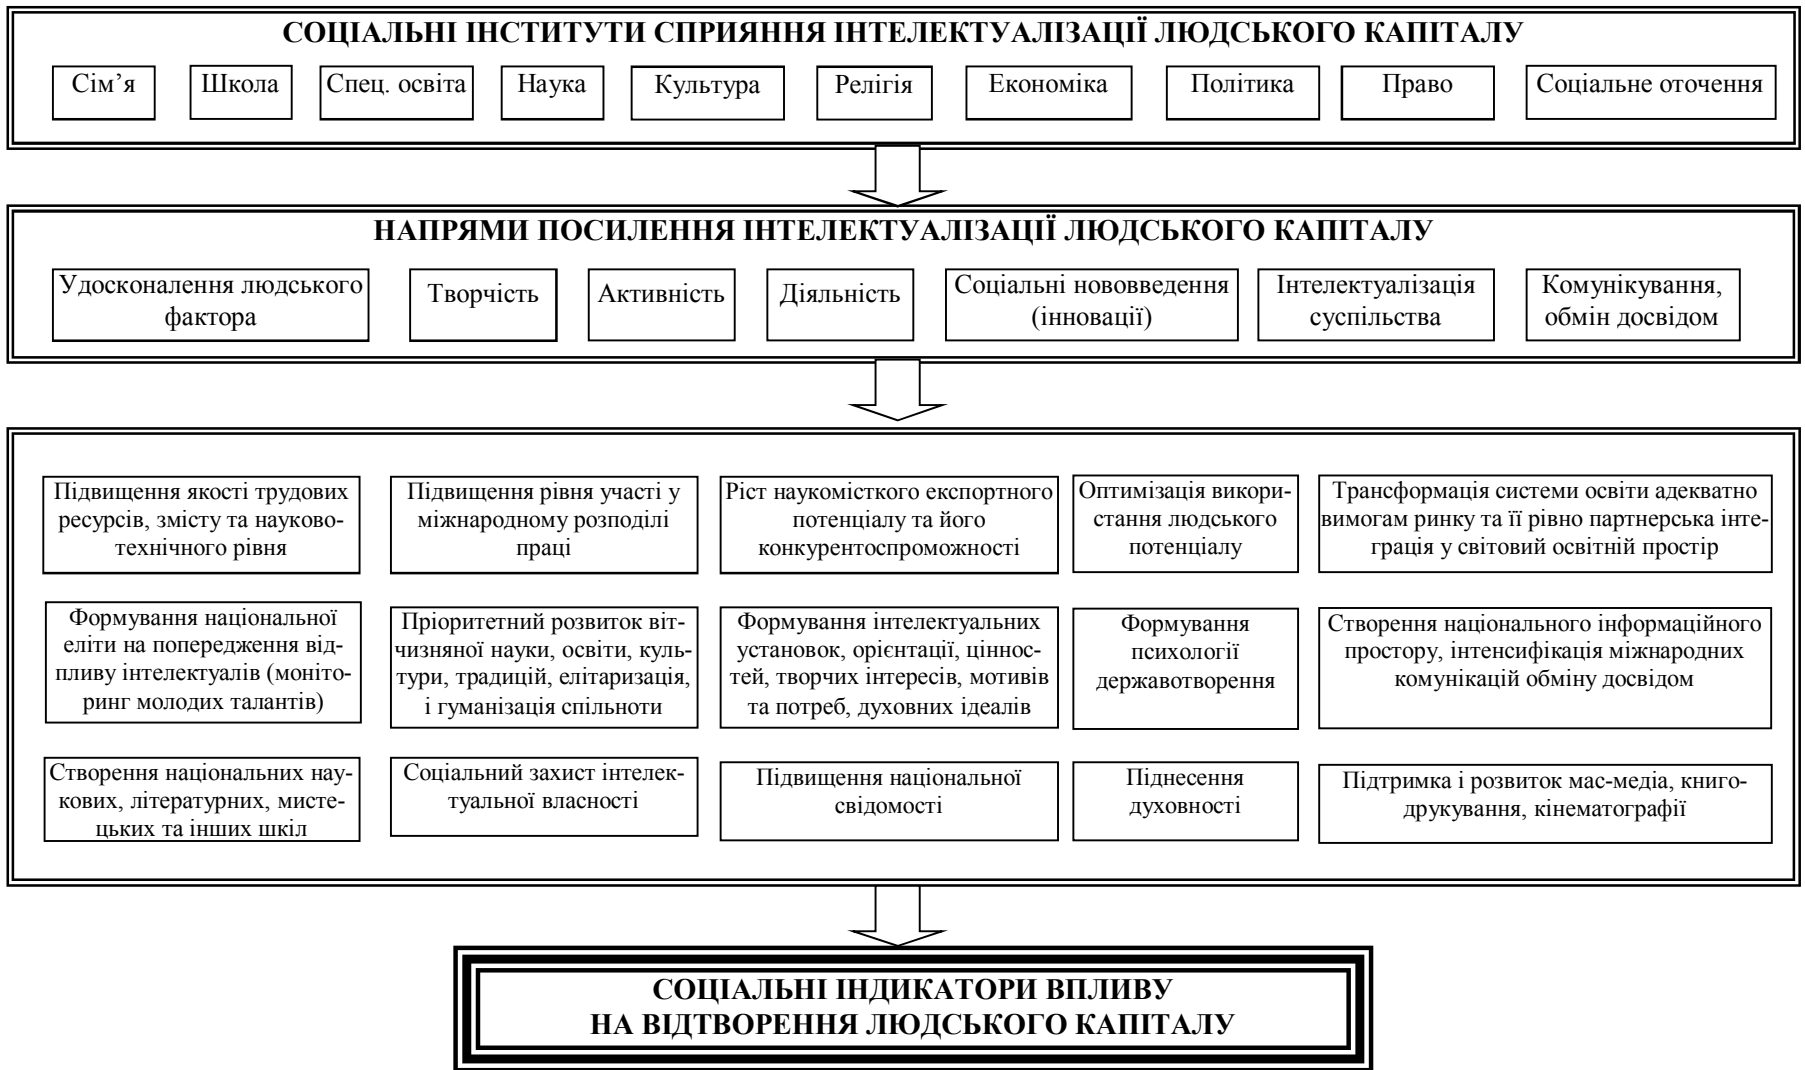 СОЦІАЛЬНІ ІНСТИТУТИ СПРИЯННЯ ІНТЕЛЕКТУАЛІЗАЦІЇ ЛЮДСЬКОГО КАПІТАЛУ
Сім’я
Школа
Спец. освіта
Наука
Культура
Релігія
Економіка
Політика
Право
Соціальне оточення
НАПРЯМИ ПОСИЛЕННЯ ІНТЕЛЕКТУАЛІЗАЦІЇ ЛЮДСЬКОГО КАПІТАЛУ
Удосконалення людського
фактора
Творчість
Активність
Діяльність
Соціальні нововведення
(інновації)
Інтелектуалізація
суспільства
Комунікування,
обмін досвідом
Підвищення якості трудових
ресурсів, змісту та науково-
технічного рівня
Підвищення рівня участі у
міжнародному розподілі
праці
Ріст наукомісткого експортного
потенціалу та його
конкурентоспроможності
Оптимізація викори-
стання людського
потенціалу
Трансформація системи освіти адекватно
вимогам ринку та її рівно партнерська інте-
грація у світовий освітній простір
Формування національної
еліти на попередження від-
пливу інтелектуалів (моніто-
ринг молодих талантів)
Пріоритетний розвиток віт-
чизняної науки, освіти, куль-
тури, традицій, елітаризація,
і гуманізація спільноти
Формування інтелектуальних
установок, орієнтації, ціннос-
тей, творчих інтересів, мотивів
та потреб, духовних ідеалів
Формування
психології
державотворення
Створення національного інформаційного
простору, інтенсифікація міжнародних
комунікацій обміну досвідом
Створення національних нау-
кових, літературних, мисте-
цьких та інших шкіл
Соціальний захист інтелек-
туальної власності
Підвищення національної
свідомості
Піднесення
духовності
Підтримка і розвиток мас-медіа, книго-
друкування, кінематографії
СОЦІАЛЬНІ ІНДИКАТОРИ ВПЛИВУ
НА ВІДТВОРЕННЯ ЛЮДСЬКОГО КАПІТАЛУ